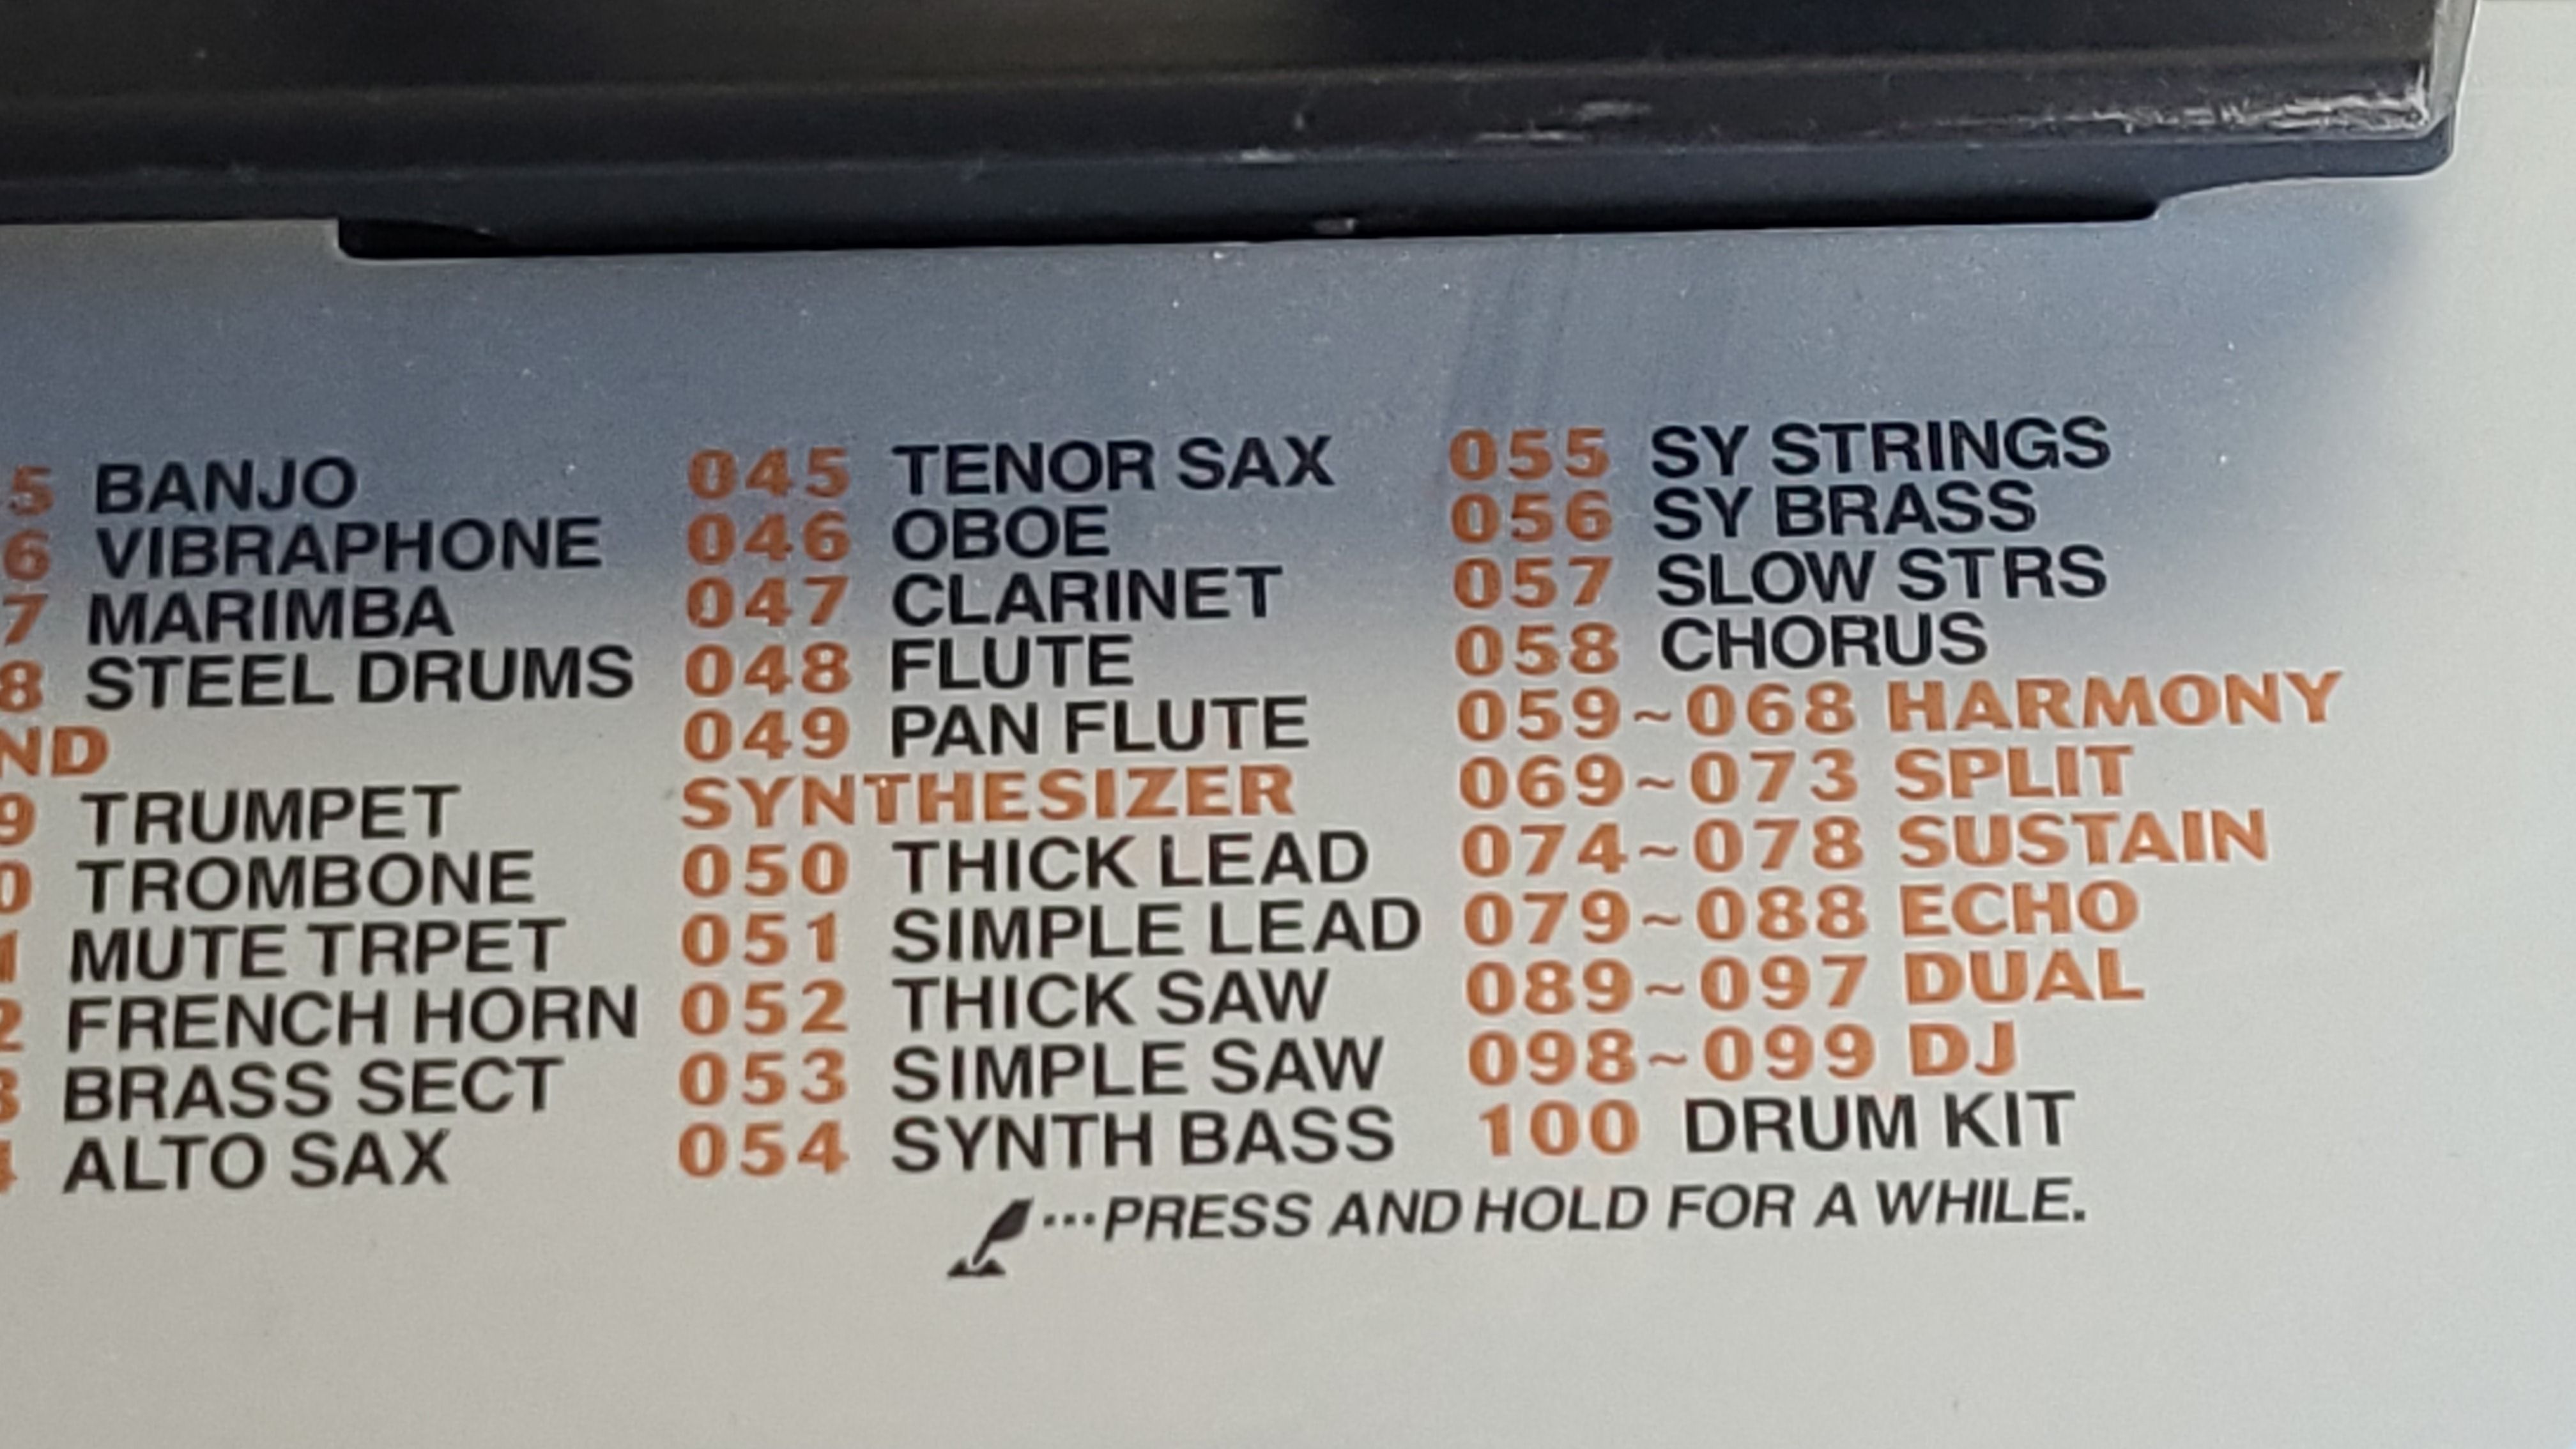 5 BANJO
6 VIBRAPHONE
7 MARIMBA
8 STEEL DRUMS
ND
9 TRUMPET
0 TROMBONE
1 MUTE TRPET
2 FRENCH HORN
3 BRASS SECT
4 ALTO SAX
045 TENOR SAX
046 OBOE
047 CLARINET
048 FLUTE
049 PAN FLUTE
SYNTHESIZER
050 THICK LEAD
051 SIMPLE LEAD
052 THICK SAW
053 SIMPLE SAW
054 SYNTH BASS
055 SY STRINGS
056 SY BRASS
057 SLOW STRS
058 CHORUS
059~068 HARMONY
069~073 SPLIT
074~078 SUSTAIN
079~088 ECHO
089~097 DUAL
098~099 DJ
100 DRUM KIT
···PRESS AND HOLD FOR A WHILE.